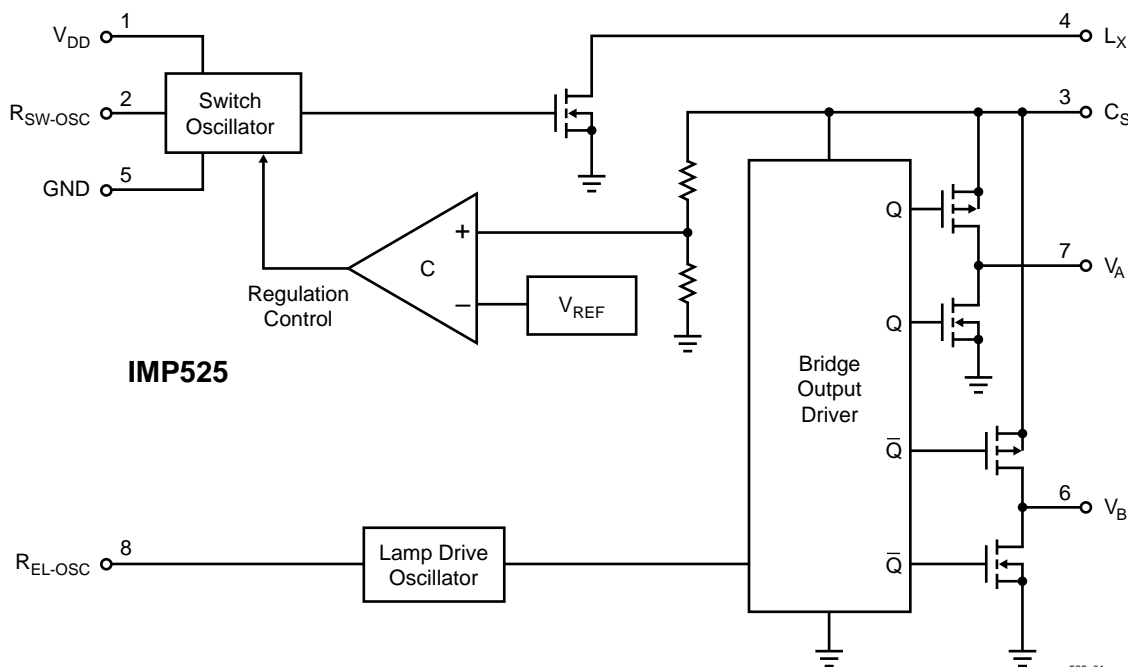 1
V_DD
2
R_SW-OSC
5
GND
Switch
Oscillator
4
L_X
3
C_S
+
C
−
Regulation
Control
V_REF
IMP525
Q
7
V_A
Q
Bridge
Output
Driver
Q̅
6
V_B
Q̅
8
R_EL-OSC
Lamp Drive
Oscillator